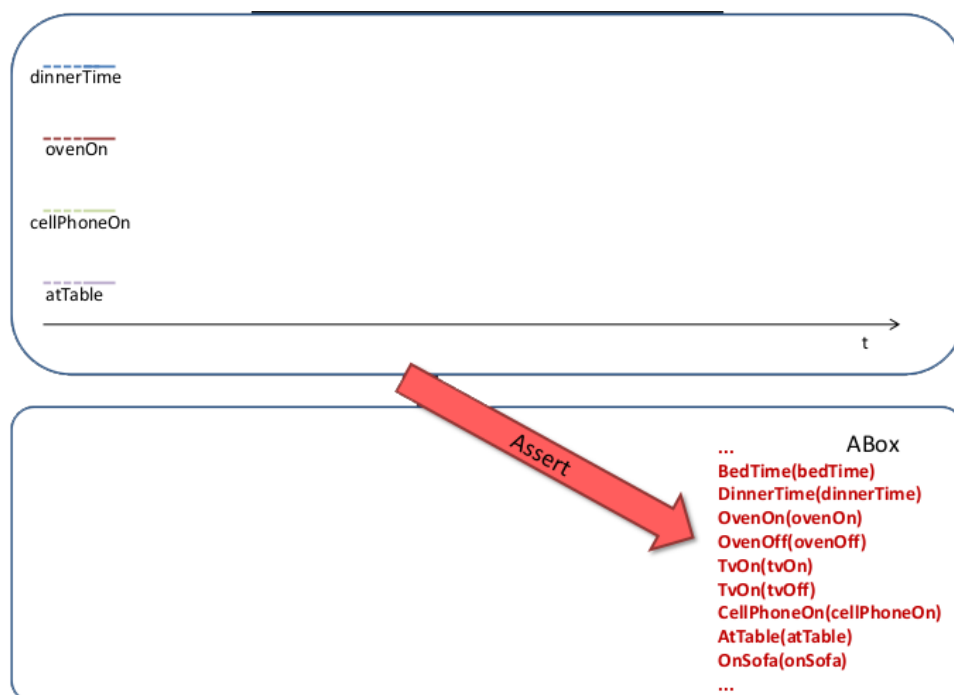 dinnerTime
ovenOn
cellPhoneOn
atTable
t
Assert
... ABox
BedTime(bedTime)
DinnerTime(dinnerTime)
OvenOn(ovenOn)
OvenOff(ovenOff)
TvOn(tvOn)
TvOn(tvOff)
CellPhoneOn(cellPhoneOn)
AtTable(atTable)
OnSofa(onSofa)
...